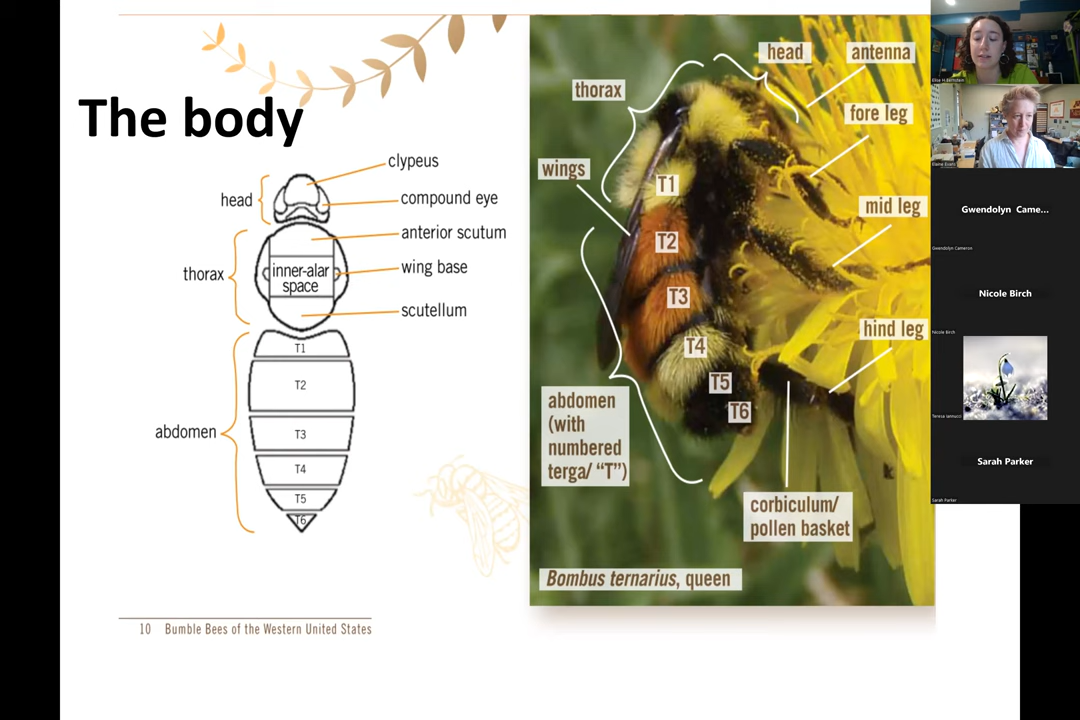 The body
clypeus
head
compound eye
anterior scutum
thorax
inner-alar
space
wing base
scutellum
T1
T2
T3
abdomen
T4
T5
T6
10 Bumble Bees of the Western United States
head
antenna
thorax
fore leg
wings
T1
mid leg
T2
T3
hind leg
T4
T5
T6
abdomen
(with
numbered
terga/ “T”)
corbiculum/
pollen basket
Bombus ternarius, queen
Gwendolyn Came...
Gwendolyn Cameron
Nicole Birch
Nicole Birch
Sarah Parker
Sarah Parker